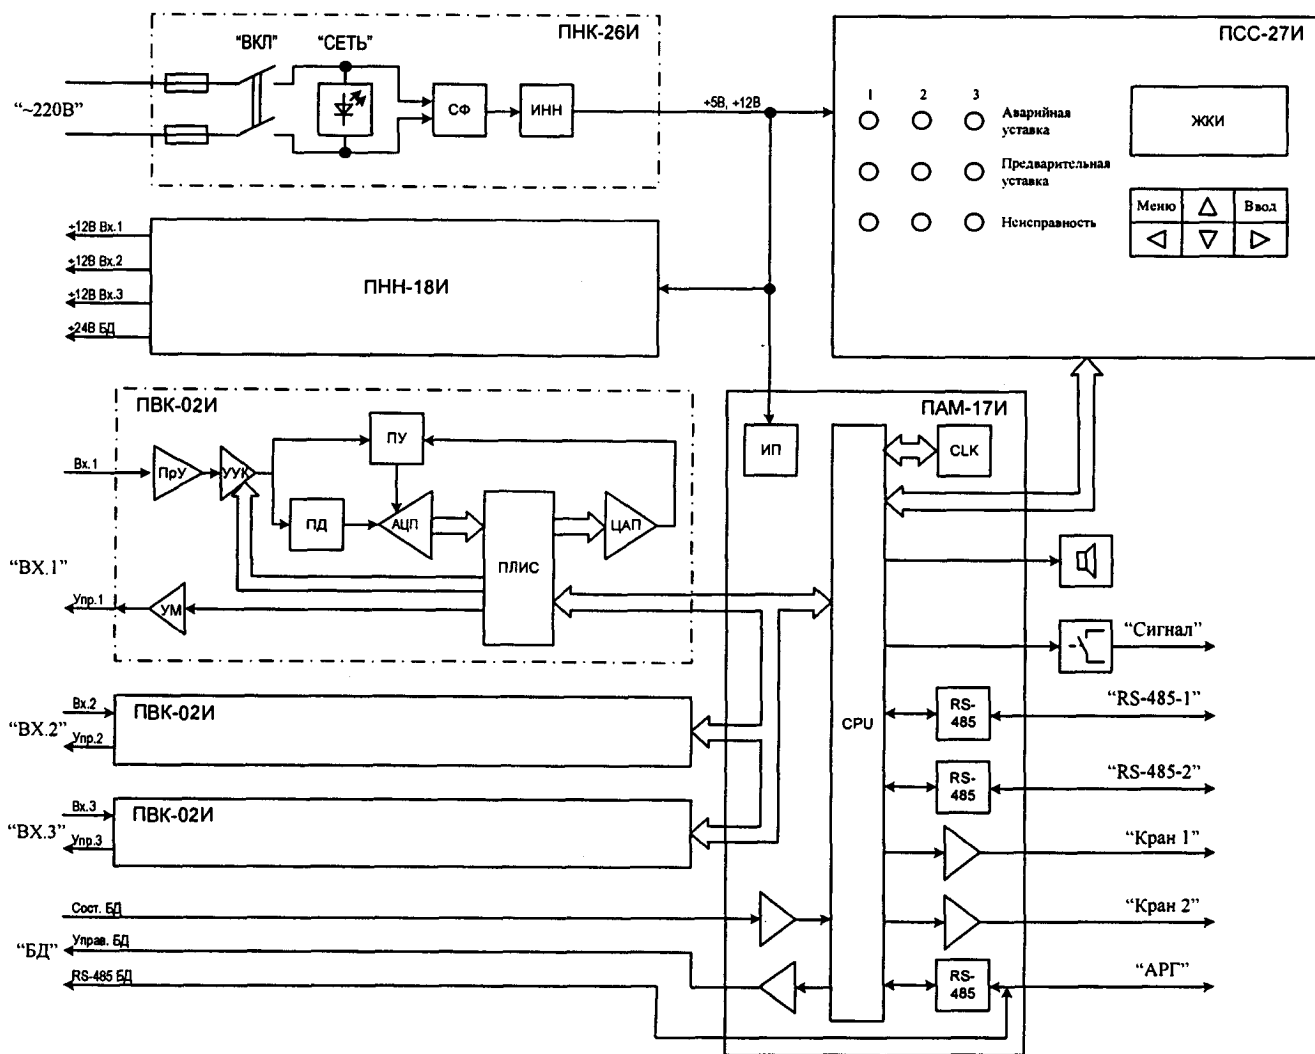 ПНК-26И
"ВКЛ"
"СЕТЬ"
"~220В"
СФ
ИНН
+5В, +12В
ПСС-27И
1 2 3
Аварийная
уставка
Предварительная
уставка
Неисправность
ЖКИ
Меню
Ввод
+12В Вх.1
+12В Вх.2
+12В Вх.3
+24В БД
ПНН-18И
ПВК-02И
Вх.1
ПрУ
УУК
ПУ
ПД
АЦП
ПЛИС
ЦАП
"ВХ.1"
Упр.1
УМ
ПАМ-17И
ИП
CLK
CPU
"Сигнал"
Вх.2
ПВК-02И
"ВХ.2"
Упр.2
RS-
485
"RS-485-1"
RS-
485
"RS-485-2"
Вх.3
ПВК-02И
"ВХ.3"
Упр.3
"Кран 1"
Сост. БД
"Кран 2"
"БД"
Управ. БД
RS-485 БД
RS-
485
"АРГ"